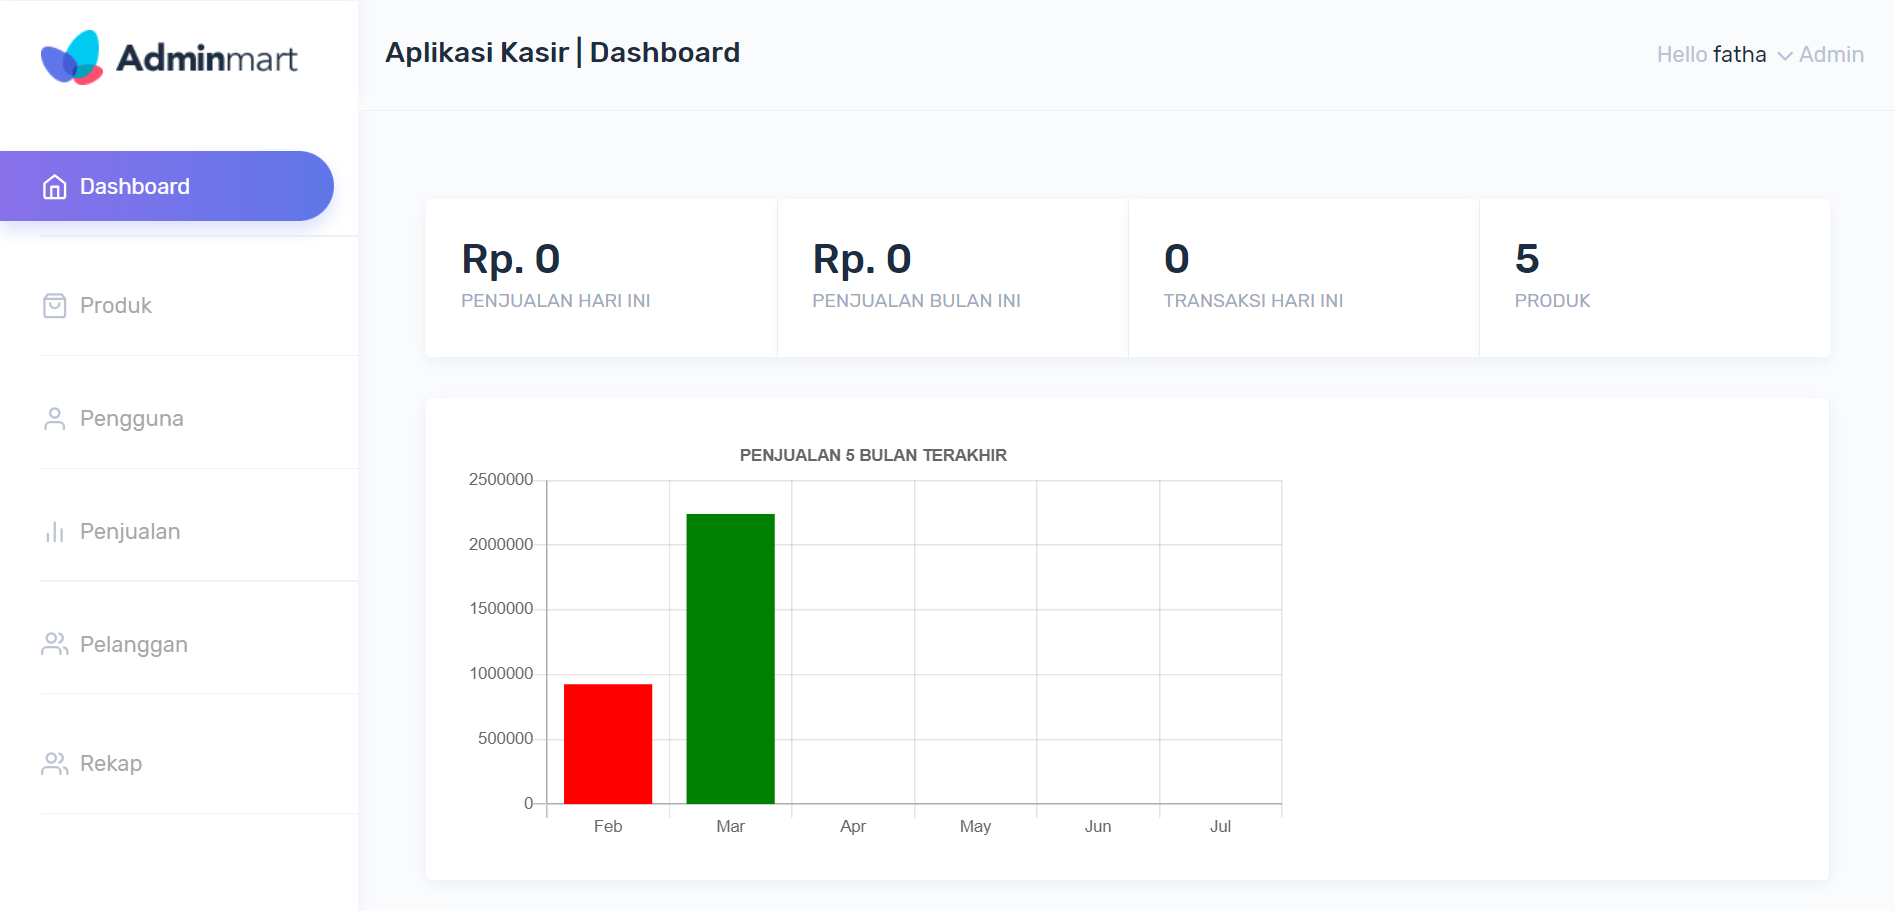 Adminmart
Aplikasi Kasir | Dashboard
Hello fatha Admin
Dashboard
Produk
Pengguna
Penjualan
Pelanggan
Rekap
Rp. 0
PENJUALAN HARI INI
Rp. 0
PENJUALAN BULAN INI
0
TRANSAKSI HARI INI
5
PRODUK
PENJUALAN 5 BULAN TERAKHIR
2500000
2000000
1500000
1000000
500000
0
Feb Mar Apr May Jun Jul